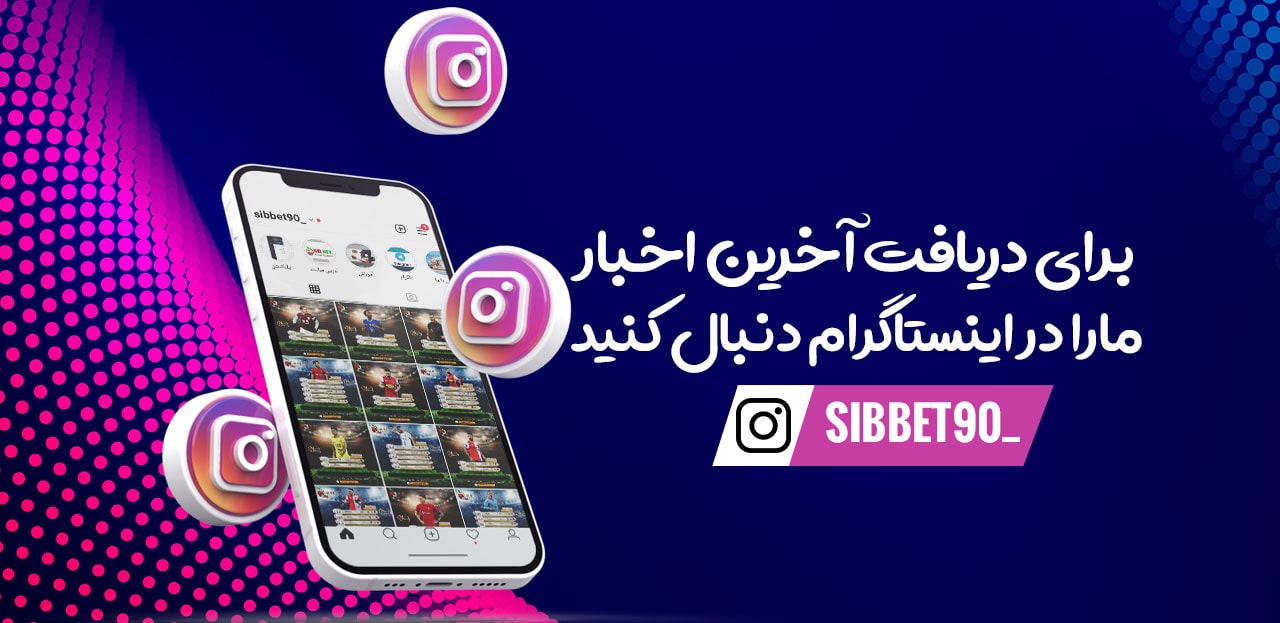 برای دریافت آخرین اخبار
مارا در اینستاگرام دنبال کنید
SIBBET90_
sibbet90_